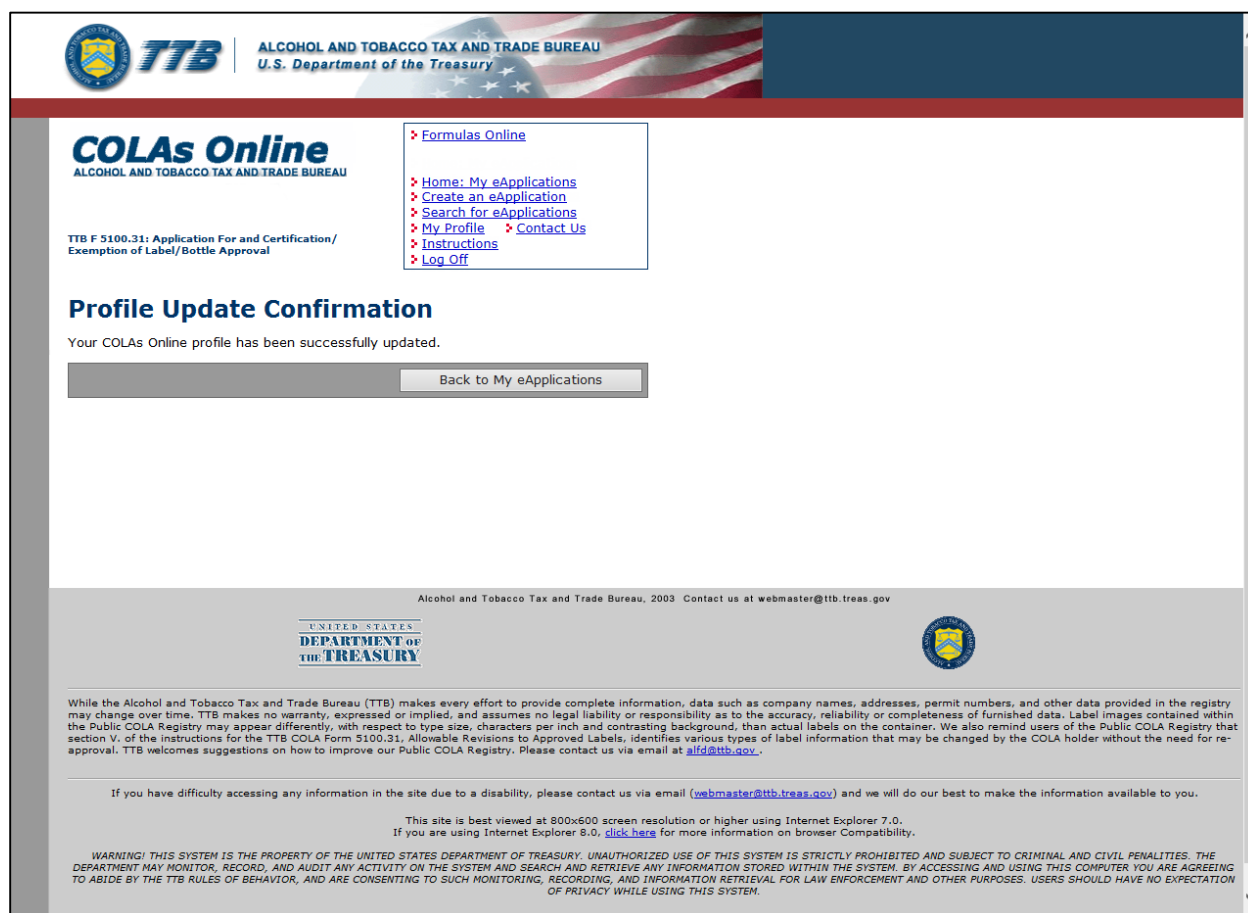 TTB
ALCOHOL AND TOBACCO TAX AND TRADE BUREAU
U.S. Department of the Treasury
COLAs Online
ALCOHOL AND TOBACCO TAX AND TRADE BUREAU
TTB F 5100.31: Application For and Certification/
Exemption of Label/Bottle Approval
Formulas Online
Home: My eApplications
Create an eApplication
Search for eApplications
My Profile Contact Us
Instructions
Log Off
Profile Update Confirmation
Your COLAs Online profile has been successfully updated.
Back to My eApplications
Alcohol and Tobacco Tax and Trade Bureau, 2003 Contact us at webmaster@ttb.treas.gov
UNITED STATES
DEPARTMENT OF
THE TREASURY
While the Alcohol and Tobacco Tax and Trade Bureau (TTB) makes every effort to provide complete information, data such as company names, addresses, permit numbers, and other data provided in the registry
may change over time. TTB makes no warranty, expressed or implied, and assumes no legal liability or responsibility as to the accuracy, reliability or completeness of furnished data. Label images contained within
the Public COLA Registry may appear differently, with respect to type size, characters per inch and contrasting background, than actual labels on the container. We also remind users of the Public COLA Registry that
section V. of the instructions for the TTB COLA Form 5100.31, Allowable Revisions to Approved Labels, identifies various types of label information that may be changed by the COLA holder without the need for re-
approval. TTB welcomes suggestions on how to improve our Public COLA Registry. Please contact us via email at alfd@ttb.gov .
If you have difficulty accessing any information in the site due to a disability, please contact us via email (webmaster@ttb.treas.gov) and we will do our best to make the information available to you.
This site is best viewed at 800x600 screen resolution or higher using Internet Explorer 7.0.
If you are using Internet Explorer 8.0, click here for more information on browser Compatibility.
WARNING! THIS SYSTEM IS THE PROPERTY OF THE UNITED STATES DEPARTMENT OF TREASURY. UNAUTHORIZED USE OF THIS SYSTEM IS STRICTLY PROHIBITED AND SUBJECT TO CRIMINAL AND CIVIL PENALITIES. THE
DEPARTMENT MAY MONITOR, RECORD, AND AUDIT ANY ACTIVITY ON THE SYSTEM AND SEARCH AND RETRIEVE ANY INFORMATION STORED WITHIN THE SYSTEM. BY ACCESSING AND USING THIS COMPUTER YOU ARE AGREEING
TO ABIDE BY THE TTB RULES OF BEHAVIOR, AND ARE CONSENTING TO SUCH MONITORING, RECORDING, AND INFORMATION RETRIEVAL FOR LAW ENFORCEMENT AND OTHER PURPOSES. USERS SHOULD HAVE NO EXPECTATION
OF PRIVACY WHILE USING THIS SYSTEM.